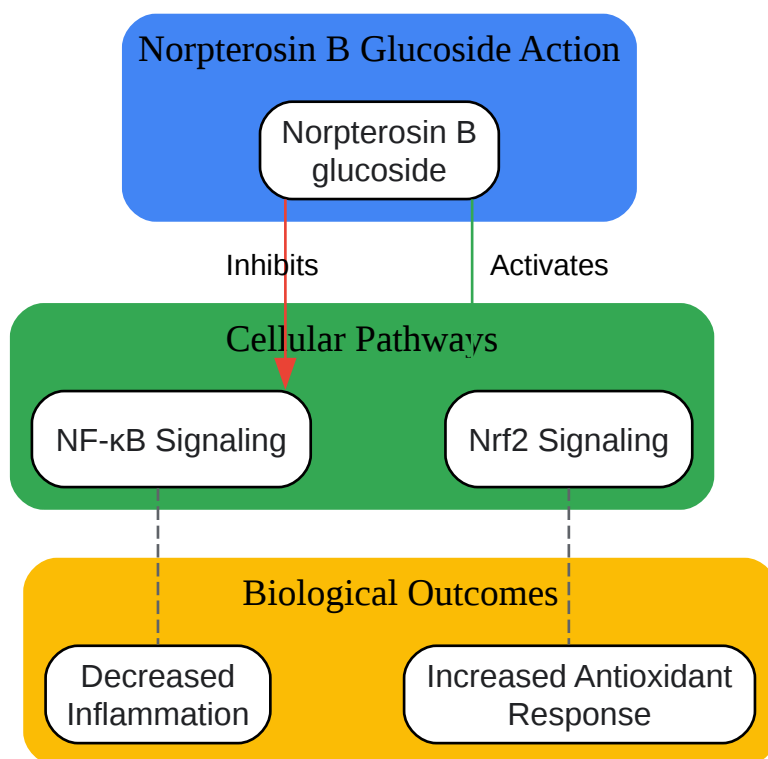 Norpterosin B Glucoside Action
Norpterosin B
glucoside
Inhibits
Activates
Cellular Pathways
NF-κB Signaling
Nrf2 Signaling
Biological Outcomes
Decreased
Inflammation
Increased Antioxidant
Response